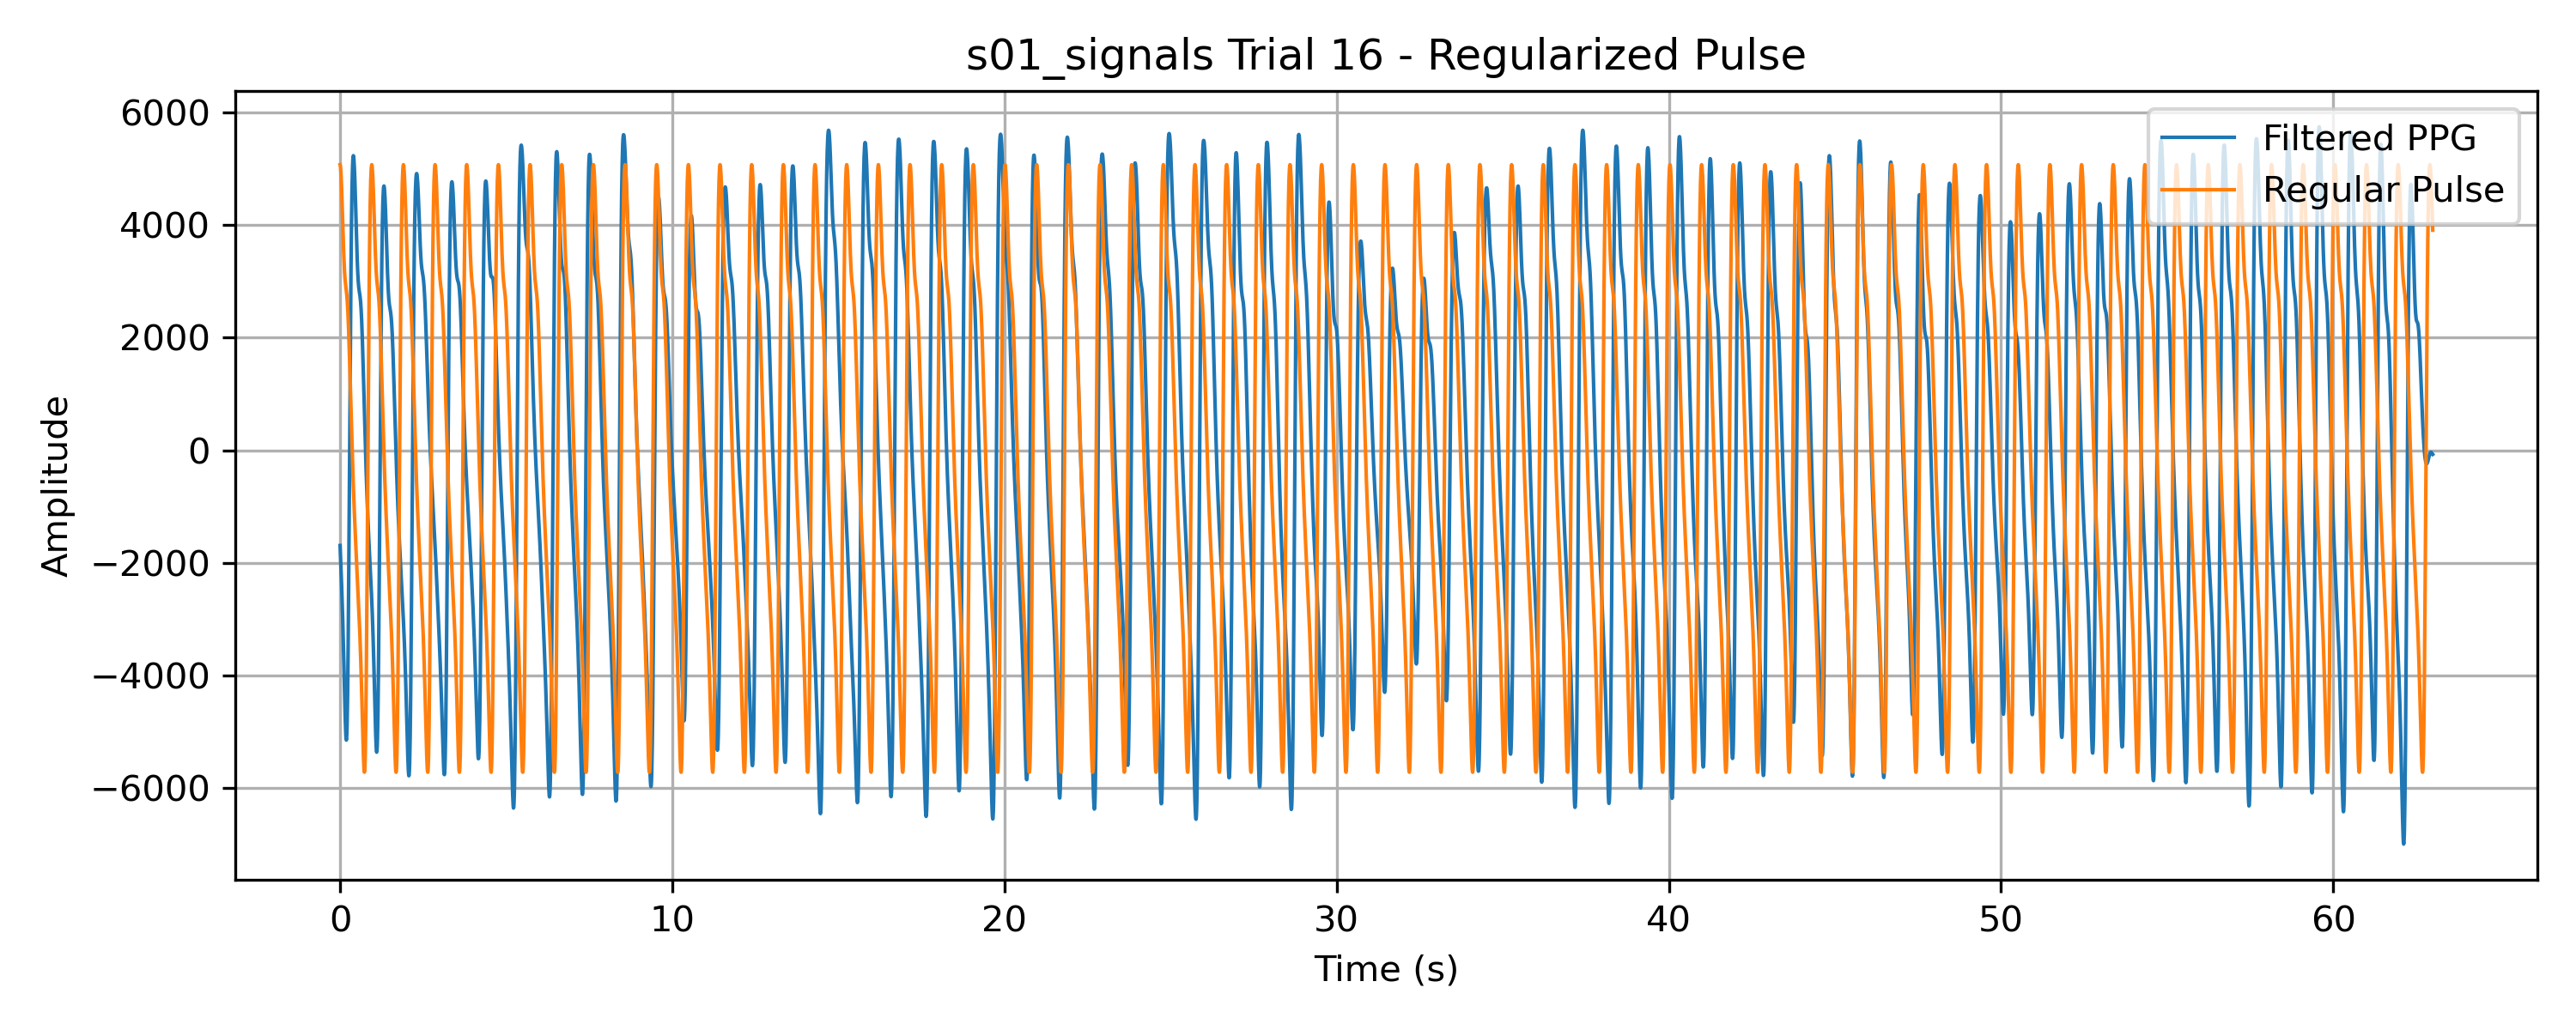 s01_signals Trial 16 - Regularized Pulse
Filtered PPG
Regular Pulse
Amplitude
6000
4000
2000
0
−2000
−4000
−6000
0 10 20 30 40 50 60
Time (s)